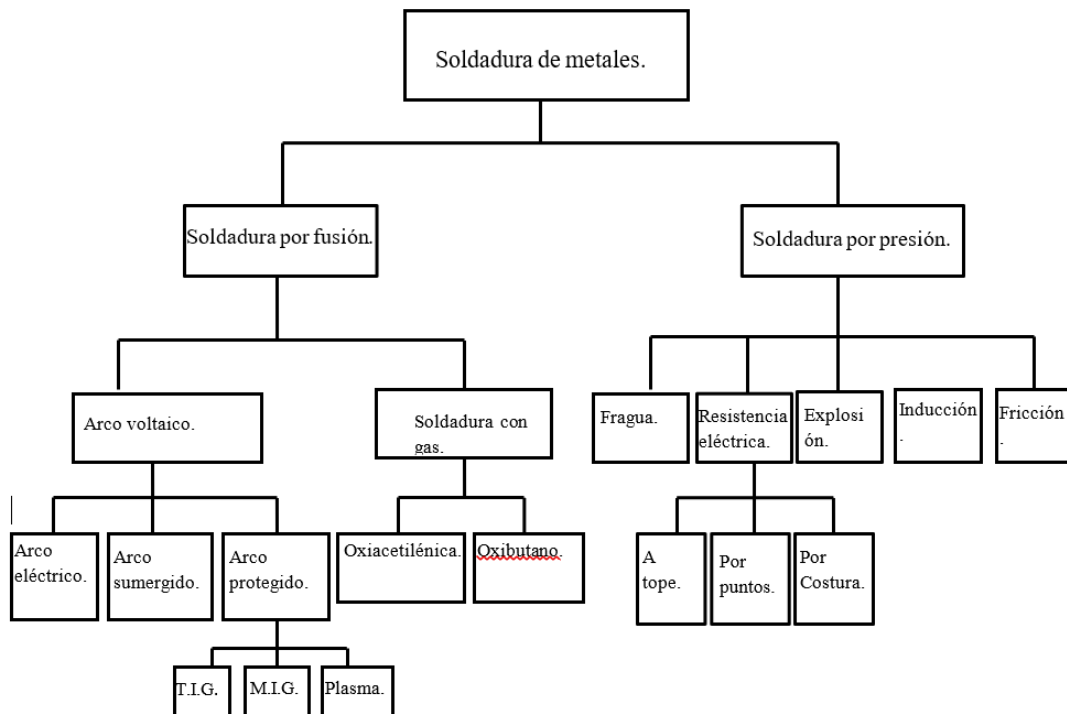 Soldadura de metales.
Soldadura por fusión.
Soldadura por presión.
Arco voltaico.
Soldadura con
gas.
Fragua.
Resistencia
eléctrica.
Explosi
ón.
Inducción
.
Fricción
.
Arco
eléctrico.
Arco
sumergido.
Arco
protegido.
Oxiacetilénica.
Oxibutano.
A
tope.
Por
puntos.
Por
Costura.
T.I.G.
M.I.G.
Plasma.